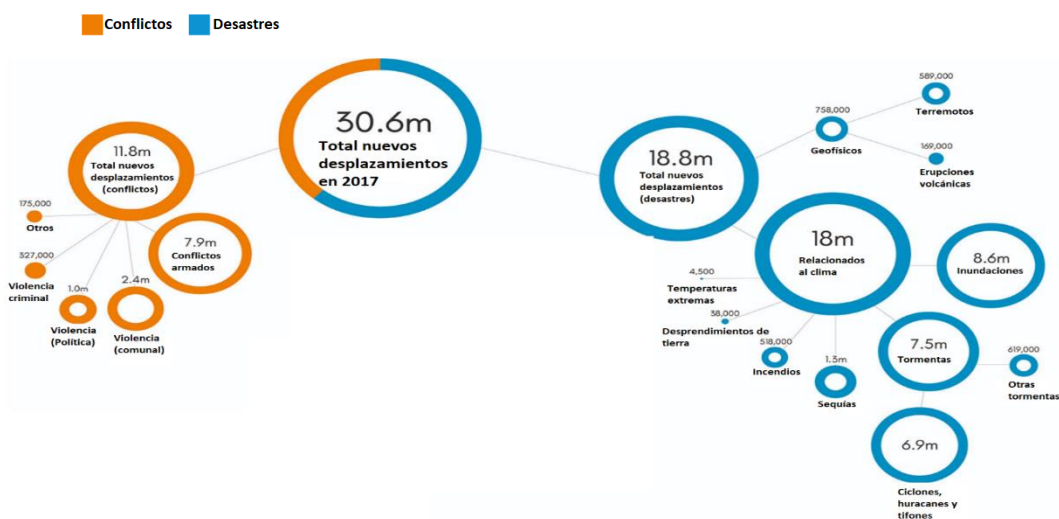 Conflictos
Desastres
30.6m
Total nuevos
desplazamientos
en 2017
11.8m
Total nuevos
desplazamientos
(conflictos)
175,000
Otros
527,000
Violencia
criminal
1.0m
Violencia
(Política)
2.4m
Violencia
(comunal)
7.9m
Conflictos
armados
18.8m
Total nuevos
desplazamientos
(desastres)
758,000
Geofísicos
589,000
Terremotos
169,000
Erupciones
volcánicas
18m
Relacionados
al clima
8.6m
Inundaciones
4,500
Temperaturas
extremas
38,000
Desprendimientos de
tierra
518,000
Incendios
1.3m
Sequías
7.5m
Tormentas
619,000
Otras
tormentas
6.9m
Ciclones,
huracanes y
tifones